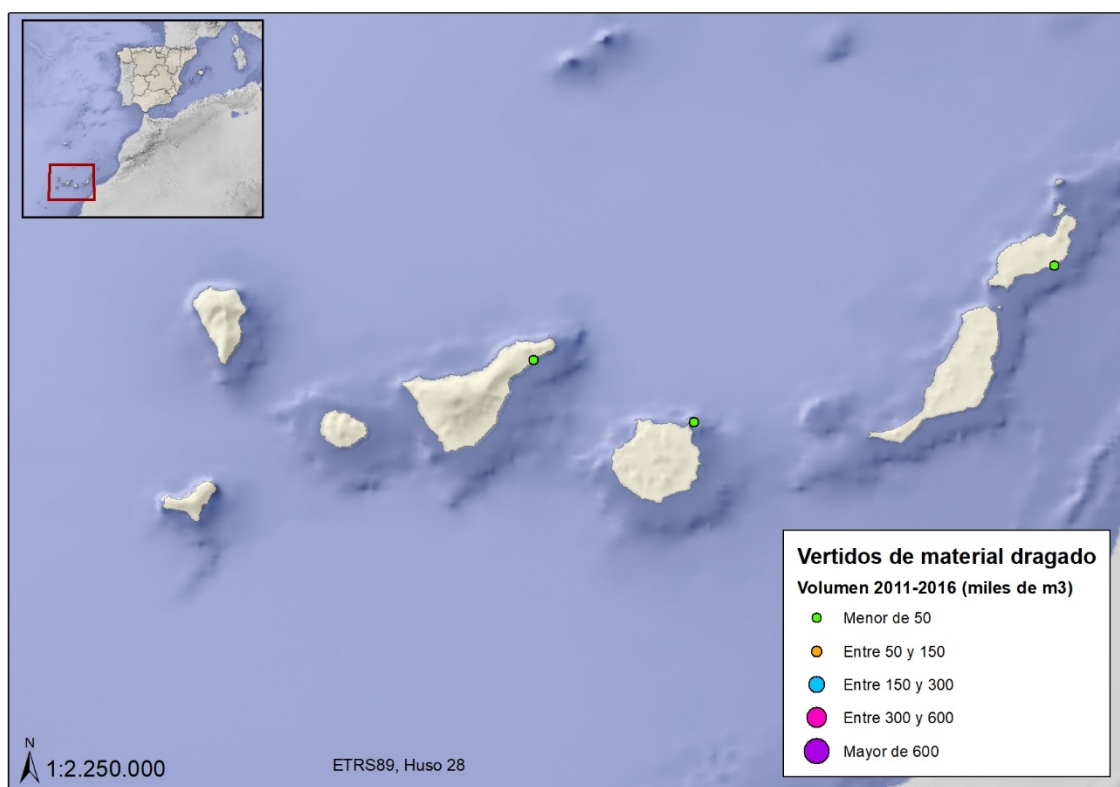 Vertidos de material dragado
Volumen 2011-2016 (miles de m3)
Menor de 50
Entre 50 y 150
Entre 150 y 300
Entre 300 y 600
Mayor de 600
N
1:2.250.000
ETRS89, Huso 28